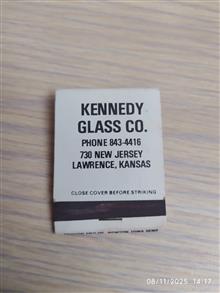 KENNEDY
GLASS CO.
PHONE 843-4416
730 NEW JERSEY
LAWRENCE, KANSAS
CLOSE COVER BEFORE STRIKING
08/11/2025 14:17